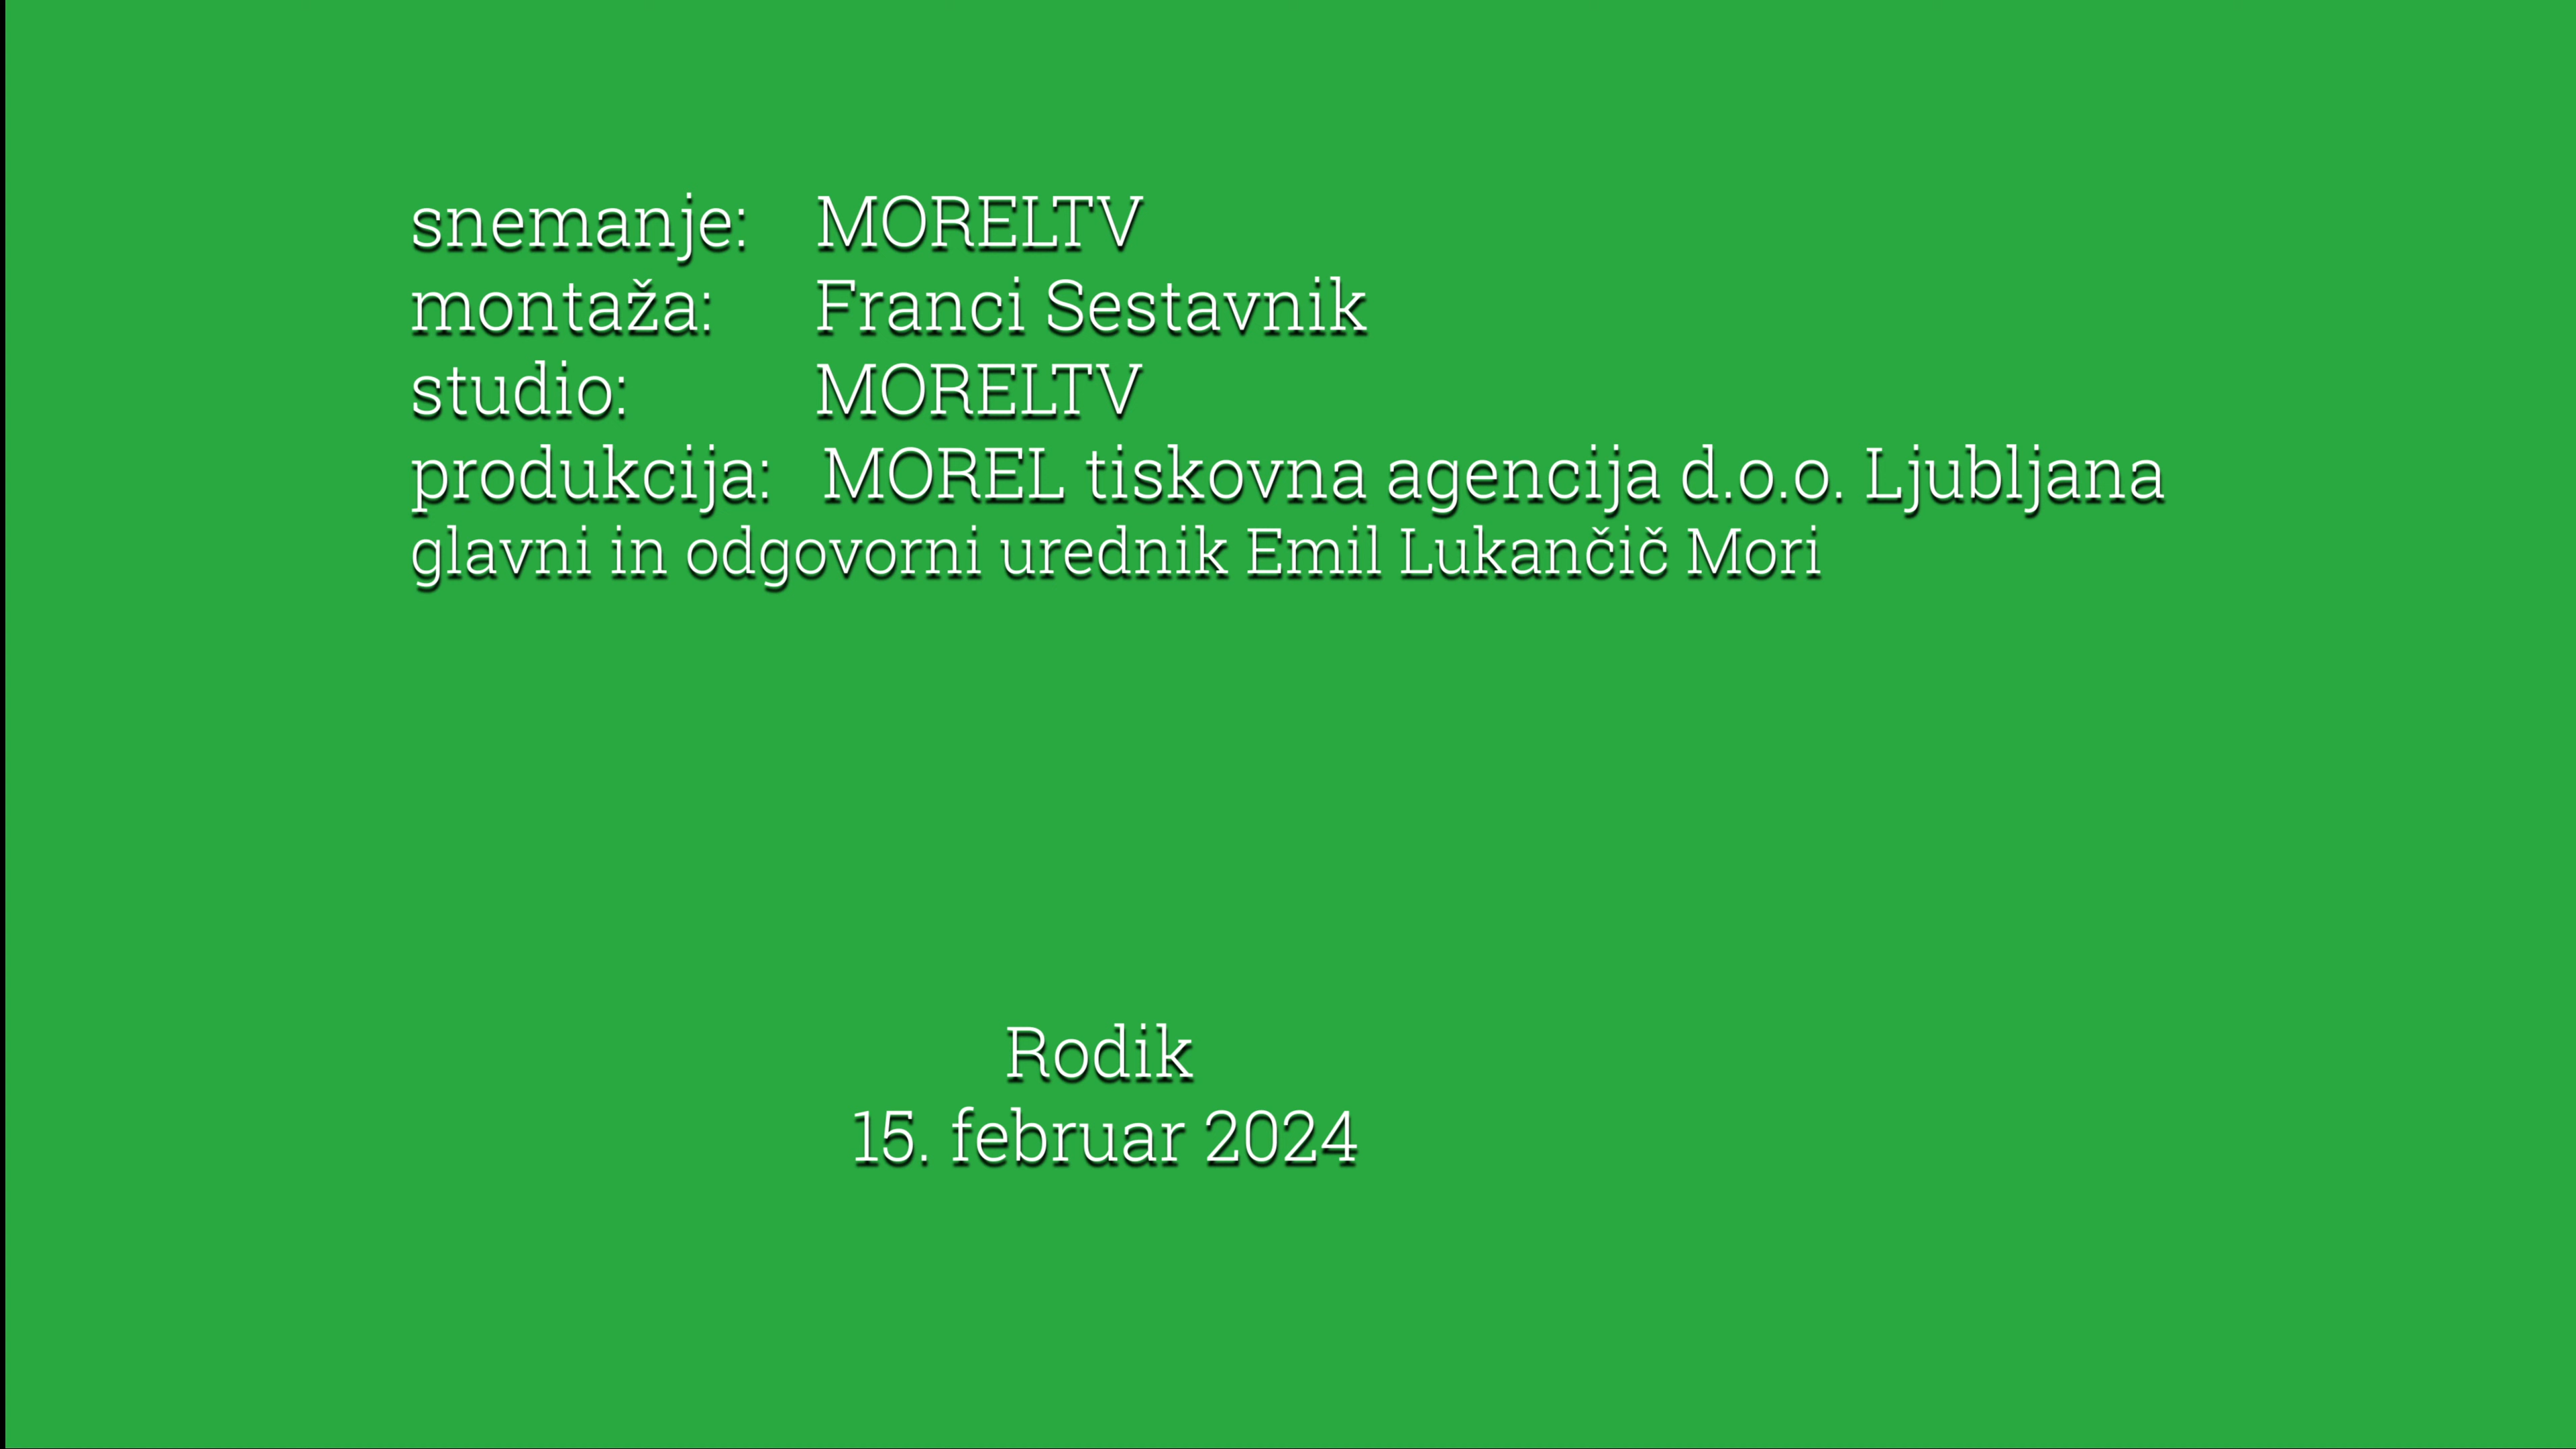 snemanje: MORELTV
montaža: Franci Sestavnik
studio: MORELTV
produkcija: MOREL tiskovna agencija d.o.o. Ljubljana
glavni in odgovorni urednik Emil Lukančič Mori
Rodik
15. februar 2024